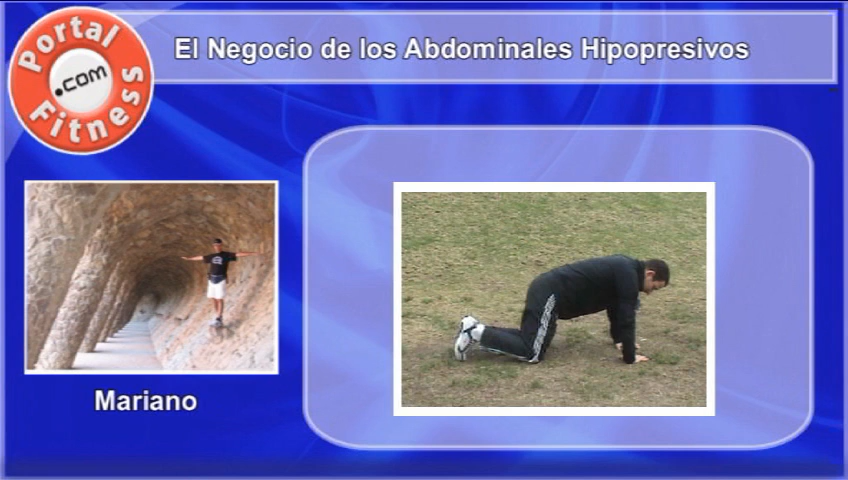 Portal
Fitness
.com
El Negocio de los Abdominales Hipopresivos
Mariano